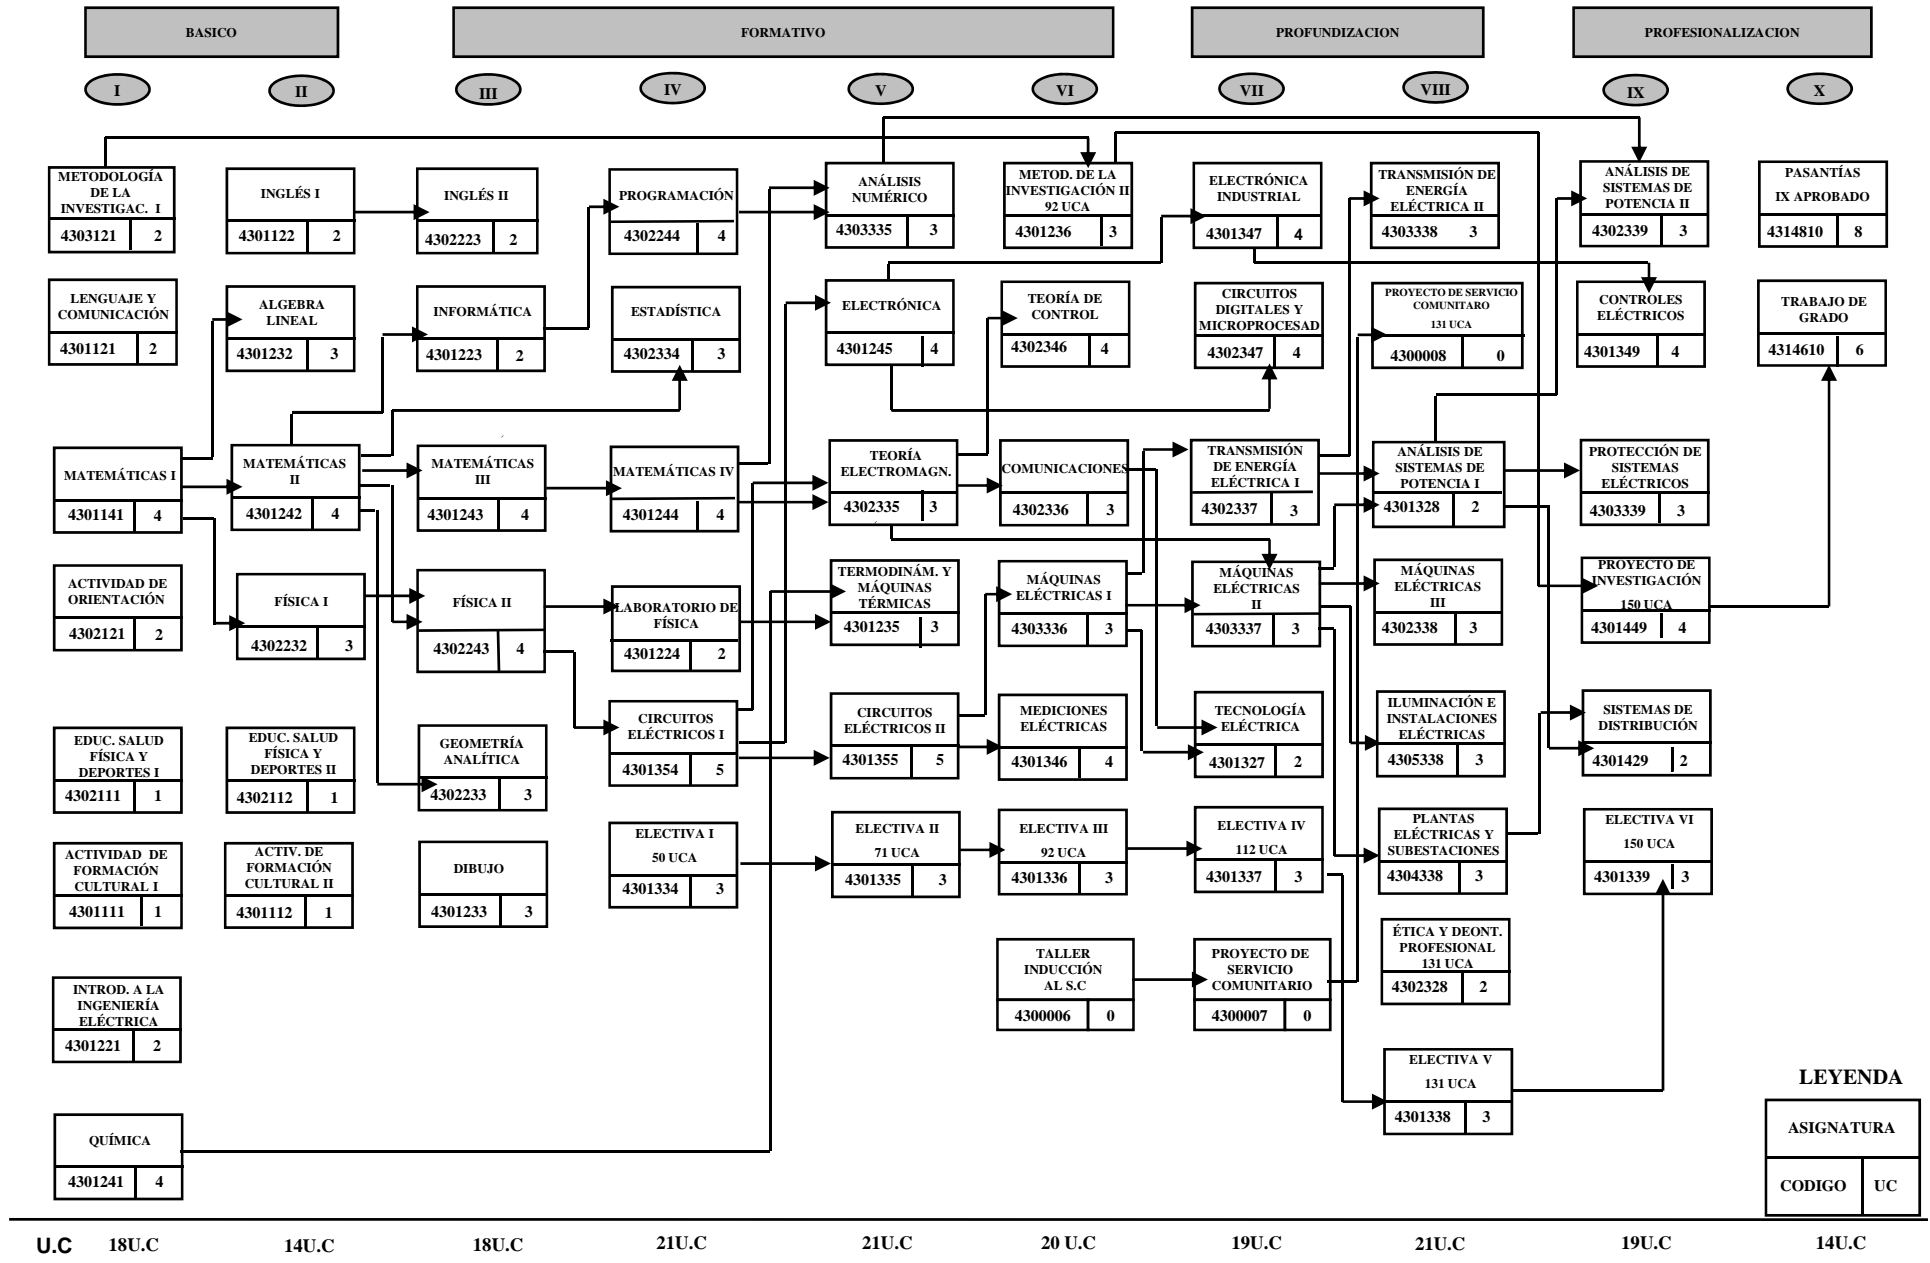 BASICO
FORMATIVO
PROFUNDIZACION
PROFESIONALIZACION
I
II
III
IV
V
VI
VII
VIII
IX
X
METODOLOGÍA
DE LA
INVESTIGAC. I
4303121 2
INGLÉS I
4301122 2
INGLÉS II
4302223 2
PROGRAMACIÓN
4302244 4
ANÁLISIS
NUMÉRICO
4303335 3
METOD. DE LA
INVESTIGACIÓN II
92 UCA
4301236 3
ELECTRÓNICA
INDUSTRIAL
4301347 4
TRANSMISIÓN DE
ENERGÍA
ELÉCTRICA II
4303338 3
ANÁLISIS DE
SISTEMAS DE
POTENCIA II
4302339 3
PASANTÍAS
IX APROBADO
4314810 8
LENGUAJE Y
COMUNICACIÓN
4301121 2
ALGEBRA
LINEAL
4301232 3
INFORMÁTICA
4301223 2
ESTADÍSTICA
4302334 3
ELECTRÓNICA
4301245 4
TEORÍA DE
CONTROL
4302346 4
CIRCUITOS
DIGITALES Y
MICROPROCESAD
4302347 4
PROYECTO DE SERVICIO
COMUNITARO
131 UCA
4300008 0
CONTROLES
ELÉCTRICOS
4301349 4
TRABAJO DE
GRADO
4314610 6
MATEMÁTICAS I
4301141 4
MATEMÁTICAS
II
4301242 4
MATEMÁTICAS
III
4301243 4
MATEMÁTICAS IV
4301244 4
TEORÍA
ELECTROMAGN.
4302335 3
COMUNICACIONES
4302336 3
TRANSMISIÓN
DE ENERGÍA
ELÉCTRICA I
4302337 3
ANÁLISIS DE
SISTEMAS DE
POTENCIA I
4301328 2
PROTECCIÓN DE
SISTEMAS
ELÉCTRICOS
4303339 3
ACTIVIDAD DE
ORIENTACIÓN
4302121 2
FÍSICA I
4302232 3
FÍSICA II
4302243 4
LABORATORIO DE
FÍSICA
4301224 2
TERMODINÁM. Y
MÁQUINAS
TÉRMICAS
4301235 3
MÁQUINAS
ELÉCTRICAS I
4303336 3
MÁQUINAS
ELÉCTRICAS
II
4303337 3
MÁQUINAS
ELÉCTRICAS
III
4302338 3
PROYECTO DE
INVESTIGACIÓN
150 UCA
4301449 4
EDUC. SALUD
FÍSICA Y
DEPORTES I
4302111 1
EDUC. SALUD
FÍSICA Y
DEPORTES II
4302112 1
GEOMETRÍA
ANALÍTICA
4302233 3
CIRCUITOS
ELÉCTRICOS I
4301354 5
CIRCUITOS
ELÉCTRICOS II
4301355 5
MEDICIONES
ELÉCTRICAS
4301346 4
TECNOLOGÍA
ELÉCTRICA
4301327 2
ILUMINACIÓN E
INSTALACIONES
ELÉCTRICAS
4305338 3
SISTEMAS DE
DISTRIBUCIÓN
4301429 2
ACTIVIDAD DE
FORMACIÓN
CULTURAL I
4301111 1
ACTIV. DE
FORMACIÓN
CULTURAL II
4301112 1
DIBUJO
4301233 3
ELECTIVA I
50 UCA
4301334 3
ELECTIVA II
71 UCA
4301335 3
ELECTIVA III
92 UCA
4301336 3
ELECTIVA IV
112 UCA
4301337 3
PLANTAS
ELÉCTRICAS Y
SUBESTACIONES
4304338 3
ELECTIVA VI
150 UCA
4301339 3
INTROD. A LA
INGENIERÍA
ELÉCTRICA
4301221 2
TALLER
INDUCCIÓN
AL S.C
4300006 0
PROYECTO DE
SERVICIO
COMUNITARIO
4300007 0
ÉTICA Y DEONT.
PROFESIONAL
131 UCA
4302328 2
QUÍMICA
4301241 4
ELECTIVA V
131 UCA
4301338 3
LEYENDA
ASIGNATURA
CODIGO UC
U.C 18U.C 14U.C 18U.C 21U.C 21U.C 20 U.C 19U.C 21U.C 19U.C 14U.C